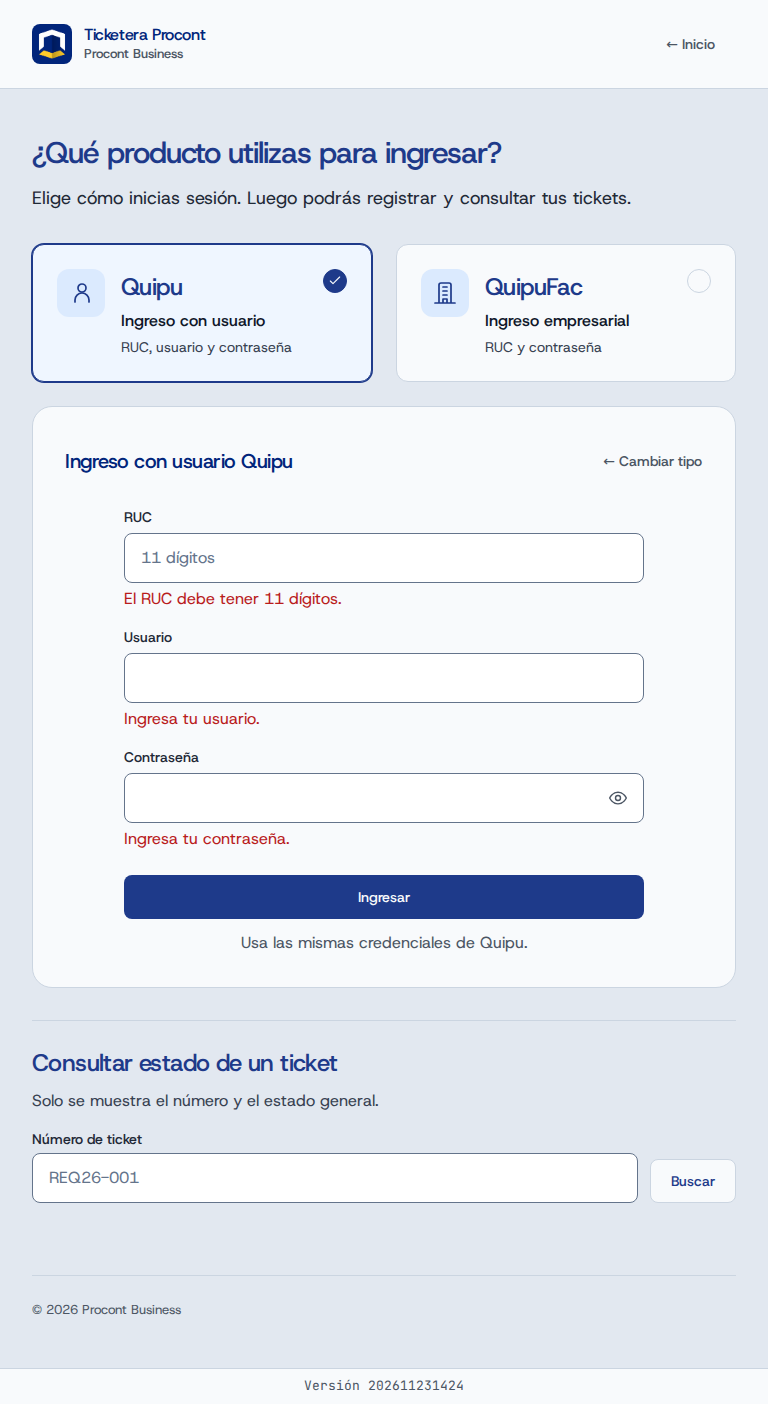 Ticketera Procont
Procont Business
← Inicio
¿Qué producto utilizas para ingresar?
Elige cómo inicias sesión. Luego podrás registrar y consultar tus tickets.
Quipu
Ingreso con usuario
RUC, usuario y contraseña
QuipuFac
Ingreso empresarial
RUC y contraseña
Ingreso con usuario Quipu
← Cambiar tipo
RUC
11 dígitos
El RUC debe tener 11 dígitos.
Usuario
Ingresa tu usuario.
Contraseña
Ingresa tu contraseña.
Ingresar
Usa las mismas credenciales de Quipu.
Consultar estado de un ticket
Solo se muestra el número y el estado general.
Número de ticket
REQ26-001
Buscar
© 2026 Procont Business
Versión 202611231424